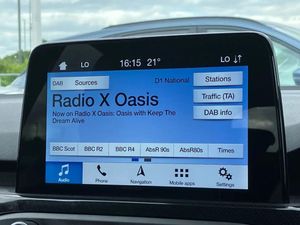 LO
16:15 21°
LO
DAB
Sources
D1 National
Stations
Radio X Oasis
Traffic (TA)
Now on Radio X Oasis: Oasis with Keep The
Dream Alive
DAB info
BBC Scot
BBC R2
BBC R4
AbsR 90s
AbsR80s
Times
Audio
Phone
Navigation
Mobile apps
Settings